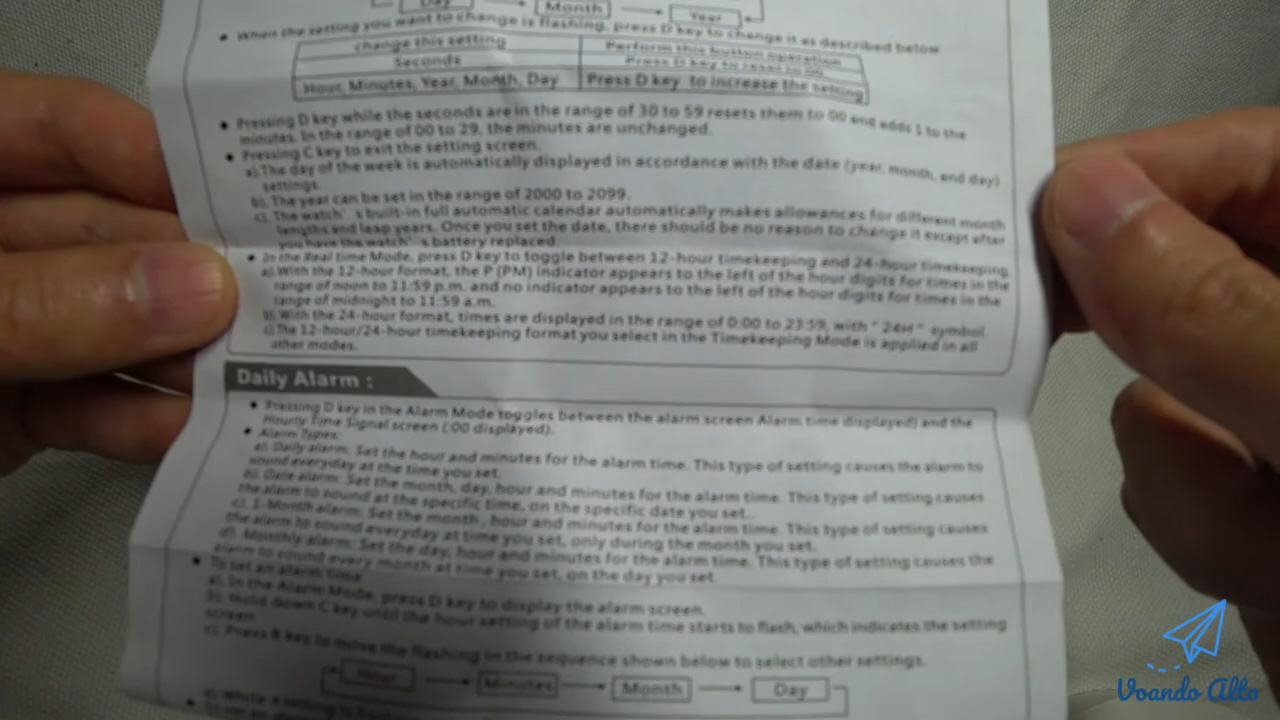 Day Month Year
• When the setting you want to change is flashing, press D key to change it as described below
change this setting Perform this button operation
Seconds Press D key to reset to 00
Hour, Minutes, Year, Month, Day Press D key to increase the setting
• Pressing D key while the seconds are in the range of 30 to 59 resets them to 00 and adds 1 to the
minutes. In the range of 00 to 29, the minutes are unchanged.
• Pressing C key to exit the setting screen.
a).The day of the week is automatically displayed in accordance with the date (year, month, and day)
settings.
b). The year can be set in the range of 2000 to 2099.
c). The watch's built-in full automatic calendar automatically makes allowances for different month
lengths and leap years. Once you set the date, there should be no reason to change it except after
you have the watch's battery replaced.
• In the Real time Mode, press D key to toggle between 12-hour timekeeping and 24-hour timekeeping.
a).With the 12-hour format, the P (PM) indicator appears to the left of the hour digits for times in the
range of noon to 11:59 p.m. and no indicator appears to the left of the hour digits for times in the
range of midnight to 11:59 a.m.
b).With the 24-hour format, times are displayed in the range of 0:00 to 23:59, with "24H" symbol.
c).The 12-hour/24-hour timekeeping format you select in the Timekeeping Mode is applied in all
other modes.
Daily Alarm :
• Pressing D key in the Alarm Mode toggles between the alarm screen Alarm time displayed) and the
Hourly Time Signal screen (:00 displayed).
• Alarm Types:
a). Daily alarm: Set the hour and minutes for the alarm time. This type of setting causes the alarm to
sound everyday at the time you set.
b). Date alarm: Set the month, day, hour and minutes for the alarm time. This type of setting causes
the alarm to sound at the specific time, on the specific date you set..
c). 1-Month alarm: Set the month , hour and minutes for the alarm time. This type of setting causes
the alarm to sound everyday at time you set, only during the month you set.
d). Monthly alarm: Set the day, hour and minutes for the alarm time. This type of setting causes the
alarm to sound every month at time you set, on the day you set.
• To set an alarm time
a). In the Alarm Mode, press D key to display the alarm screen.
b). Hold down C key until the hour setting of the alarm time starts to flash, which indicates the setting
screen.
c). Press B key to move the flashing in the sequence shown below to select other settings.
Hour Minutes Month Day
Voando Alto